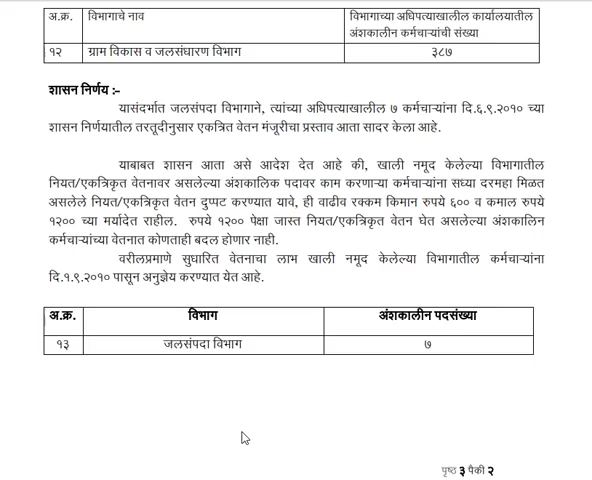 अ.क्र. विभागाचे नाव विभागाच्या अधिपत्याखालील कार्यालयातील
अंशकालीन कर्मचाऱ्यांची संख्या
१२ ग्राम विकास व जलसंधारण विभाग ३८७
शासन निर्णय :-
यासंदर्भात जलसंपदा विभागाने, त्यांच्या अधिपत्याखालील ७ कर्मचाऱ्यांना दि.६.९.२०१० च्या
शासन निर्णयातील तरतूदीनुसार एकत्रित वेतन मंजूरीचा प्रस्ताव आता सादर केला आहे.
याबाबत शासन आता असे आदेश देत आहे की, खाली नमूद केलेल्या विभागातील
नियत/एकत्रिकृत वेतनावर असलेल्या अंशकालिक पदावर काम करणाऱ्या कर्मचाऱ्यांना सध्या दरमहा मिळत
असलेले नियत/एकत्रिकृत वेतन दुप्पट करण्यात यावे, ही वाढीव रक्कम किमान रुपये ६०० व कमाल रुपये
१२०० च्या मर्यादेत राहील. रुपये १२०० पेक्षा जास्त नियत/एकत्रिकृत वेतन घेत असलेल्या अंशकालिन
कर्मचाऱ्यांच्या वेतनात कोणताही बदल होणार नाही.
वरीलप्रमाणे सुधारित वेतनाचा लाभ खाली नमूद केलेल्या विभागातील कर्मचाऱ्यांना
दि.१.९.२०१० पासून अनुज्ञेय करण्यात येत आहे.
अ.क्र. विभाग अंशकालीन पदसंख्या
१३ जलसंपदा विभाग ७
पृष्ठ ३ पैकी २